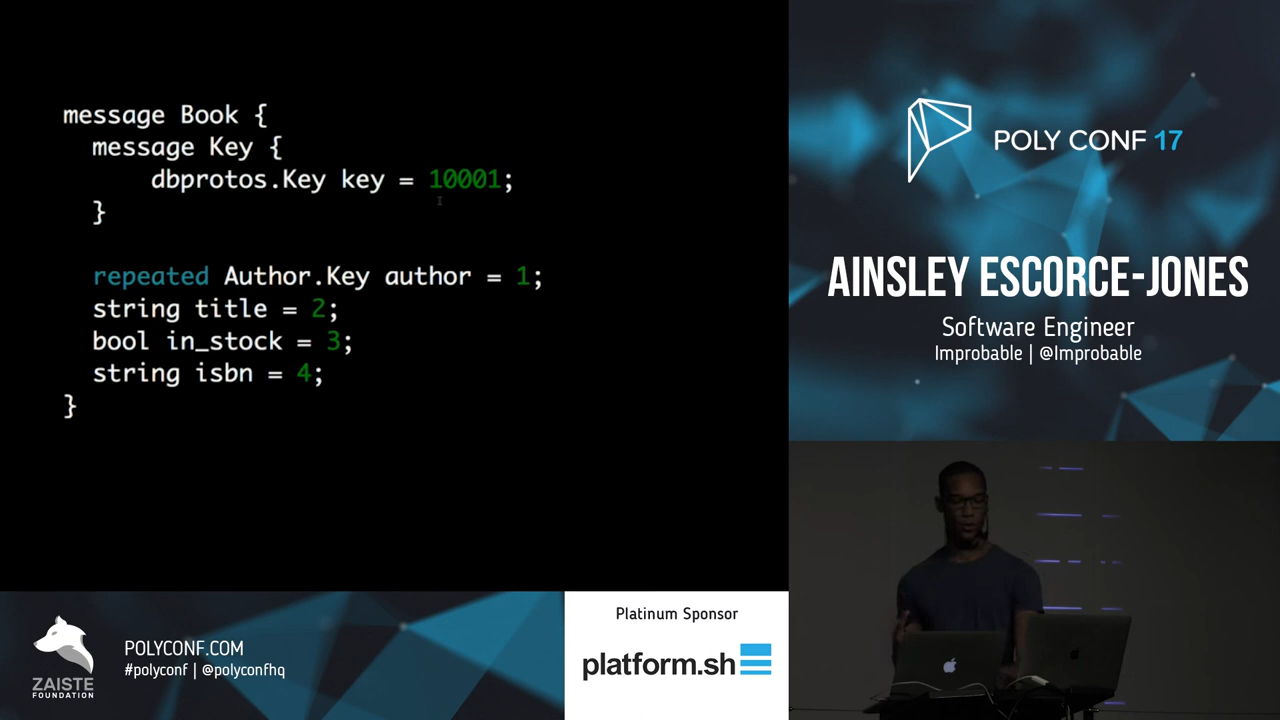 message Book {
message Key {
dbprotos.Key key = 10001;
}
repeated Author.Key author = 1;
string title = 2;
bool in_stock = 3;
string isbn = 4;
}
POLY CONF 17
AINSLEY ESCORCE-JONES
Software Engineer
Improbable | @Improbable
ZAISTE
FOUNDATION
POLYCONF.COM
#polyconf | @polyconfhq
Platinum Sponsor
platform.sh